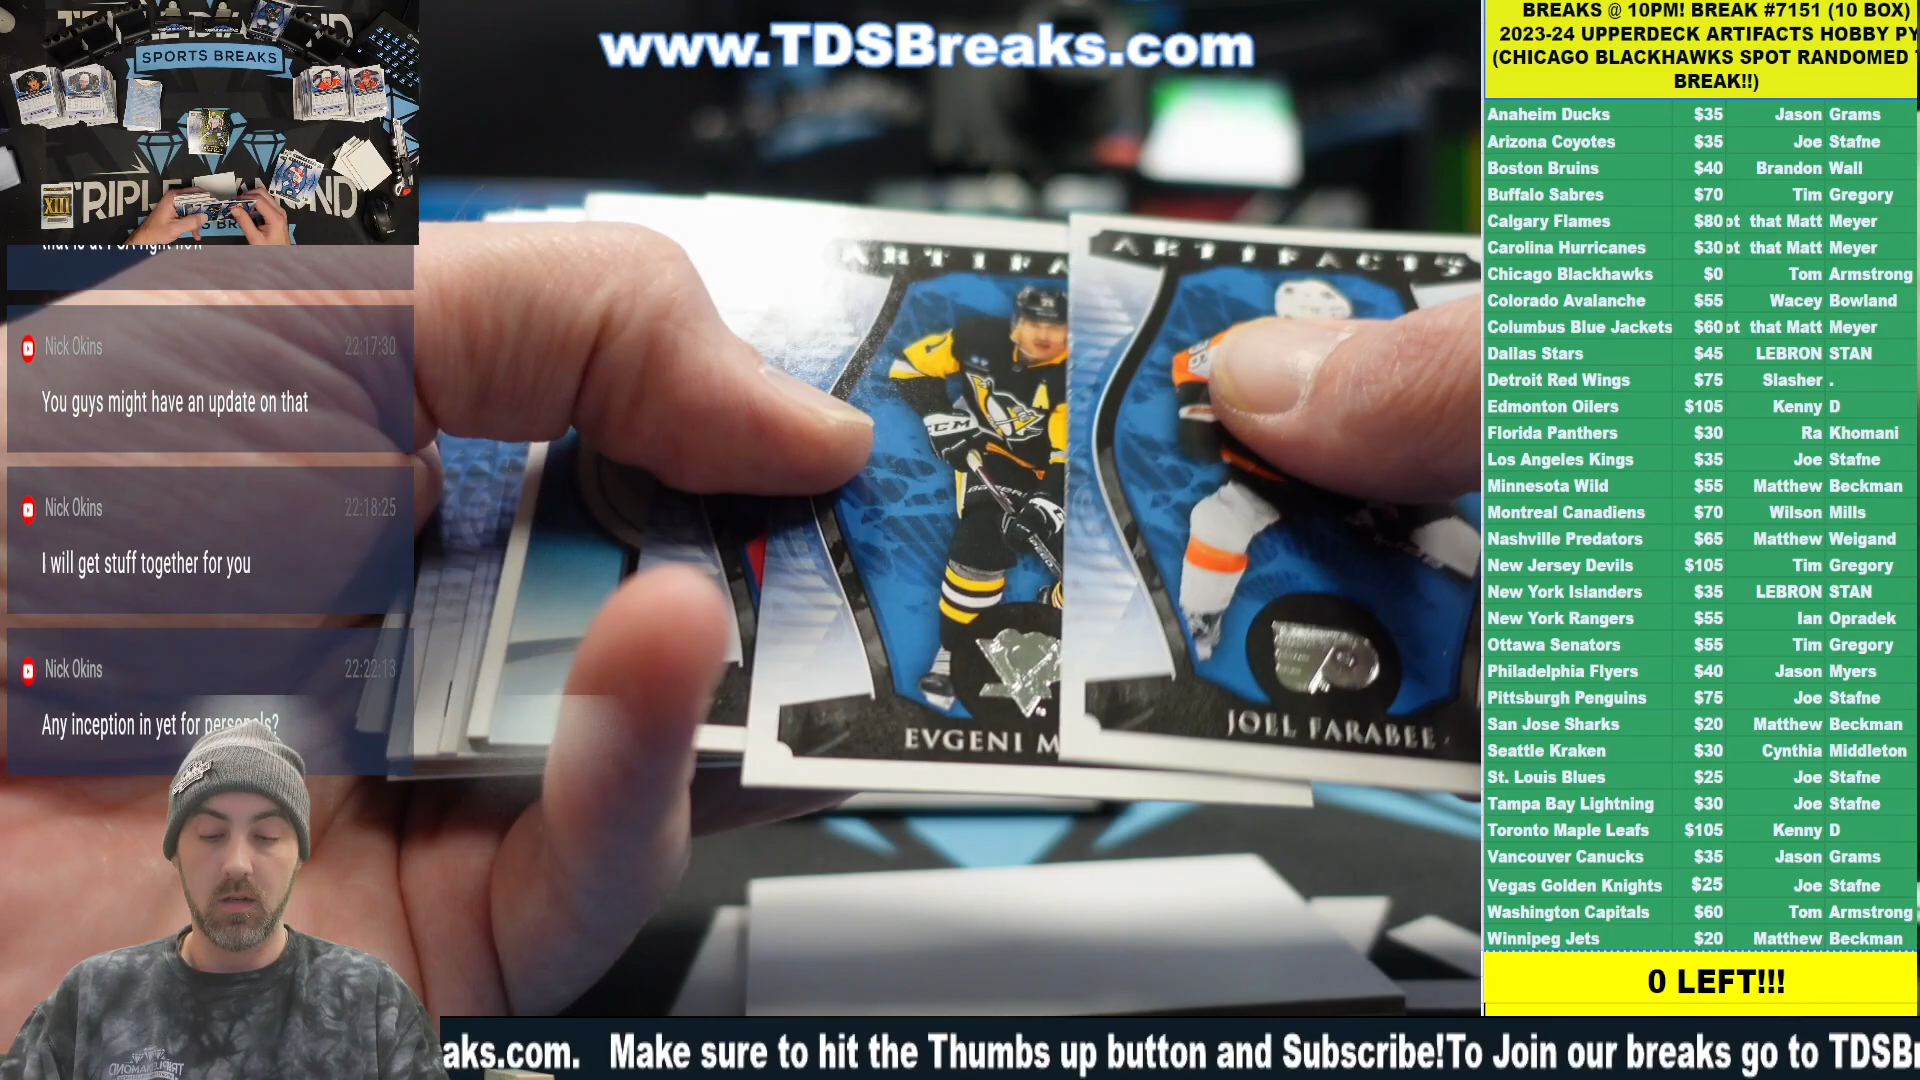 www.TDSBreaks.com
SPORTS BREAKS
XIII
Nick Okins 22:17:30
You guys might have an update on that
Nick Okins 22:18:25
I will get stuff together for you
Nick Okins 22:22:13
Any inception in yet for personals?
ARTIFACTS
EVGENI M
JOEL FARABEE
CCM
BREAKS @ 10PM! BREAK #7151 (10 BOX)
2023-24 UPPERDECK ARTIFACTS HOBBY PY
(CHICAGO BLACKHAWKS SPOT RANDOMED
BREAK!!)
Anaheim Ducks $35 Jason Grams
Arizona Coyotes $35 Joe Stafne
Boston Bruins $40 Brandon Wall
Buffalo Sabres $70 Tim Gregory
Calgary Flames $80 ot that Matt Meyer
Carolina Hurricanes $30 ot that Matt Meyer
Chicago Blackhawks $0 Tom Armstrong
Colorado Avalanche $55 Wacey Bowland
Columbus Blue Jackets $60 ot that Matt Meyer
Dallas Stars $45 LEBRON STAN
Detroit Red Wings $75 Slasher .
Edmonton Oilers $105 Kenny D
Florida Panthers $30 Ra Khomani
Los Angeles Kings $35 Joe Stafne
Minnesota Wild $55 Matthew Beckman
Montreal Canadiens $70 Wilson Mills
Nashville Predators $65 Matthew Weigand
New Jersey Devils $105 Tim Gregory
New York Islanders $35 LEBRON STAN
New York Rangers $55 Ian Opradek
Ottawa Senators $55 Tim Gregory
Philadelphia Flyers $40 Jason Myers
Pittsburgh Penguins $75 Joe Stafne
San Jose Sharks $20 Matthew Beckman
Seattle Kraken $30 Cynthia Middleton
St. Louis Blues $25 Joe Stafne
Tampa Bay Lightning $30 Joe Stafne
Toronto Maple Leafs $105 Kenny D
Vancouver Canucks $35 Jason Grams
Vegas Golden Knights $25 Joe Stafne
Washington Capitals $60 Tom Armstrong
Winnipeg Jets $20 Matthew Beckman
0 LEFT!!!
aks.com. Make sure to hit the Thumbs up button and Subscribe!To Join our breaks go to TDSBr